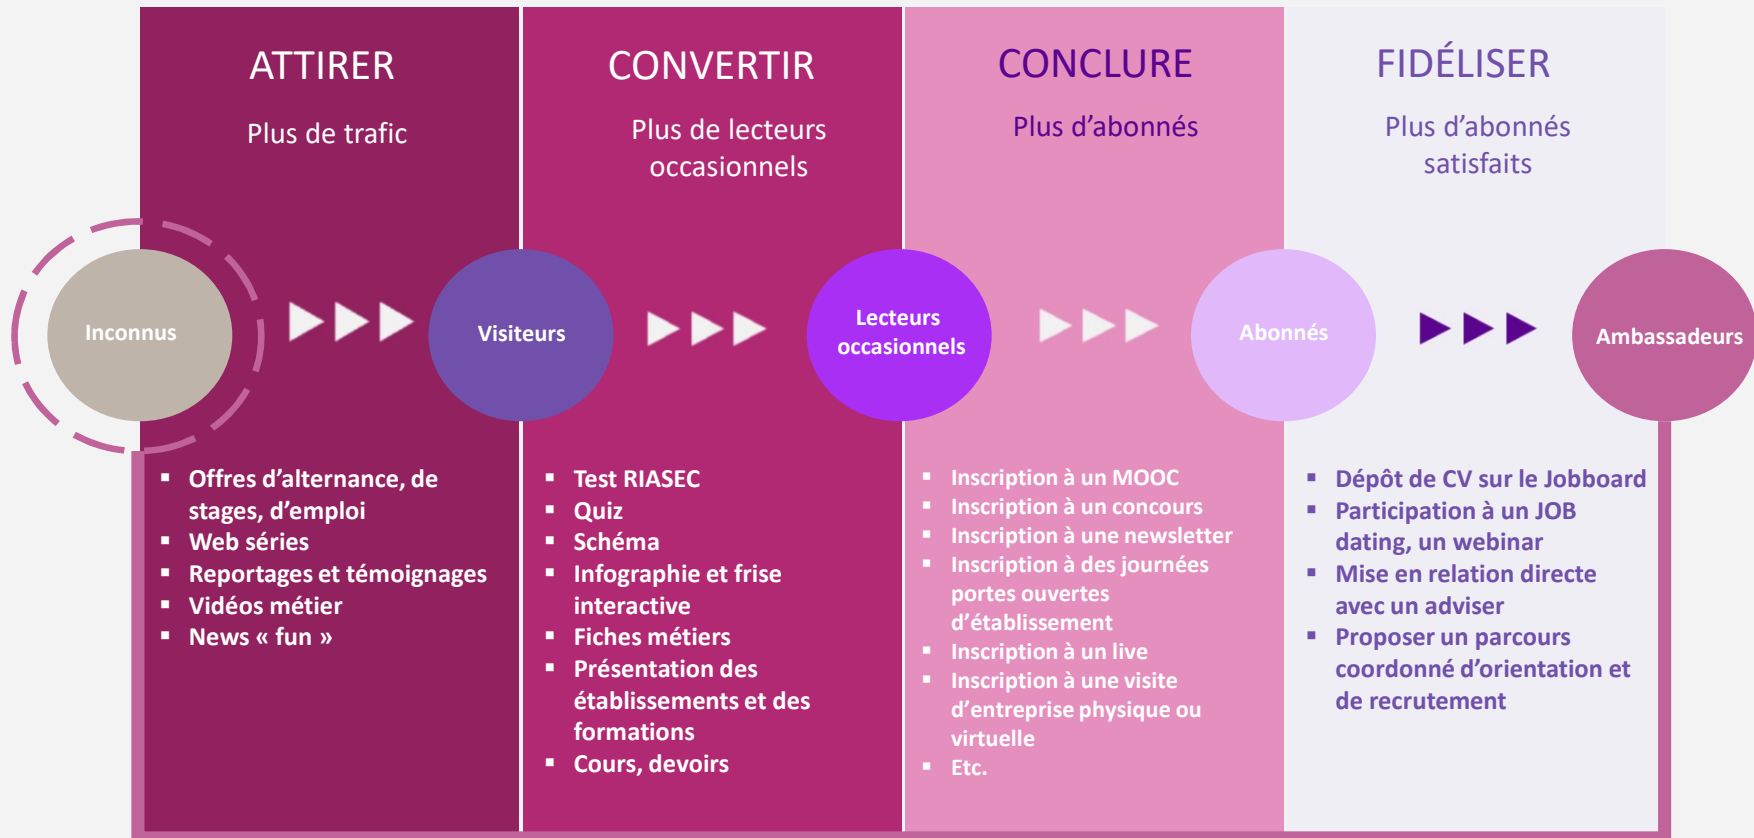 ATTIRER
Plus de trafic
CONVERTIR
Plus de lecteurs
occasionnels
CONCLURE
Plus d’abonnés
FIDÉLISER
Plus d’abonnés
satisfaits
Inconnus
Visiteurs
Lecteurs
occasionnels
Abonnés
Ambassadeurs
▪ Offres d’alternance, de
stages, d’emploi
▪ Web séries
▪ Reportages et témoignages
▪ Vidéos métier
▪ News « fun »
▪ Test RIASEC
▪ Quiz
▪ Schéma
▪ Infographie et frise
interactive
▪ Fiches métiers
▪ Présentation des
établissements et des
formations
▪ Cours, devoirs
▪ Inscription à un MOOC
▪ Inscription à un concours
▪ Inscription à une newsletter
▪ Inscription à des journées
portes ouvertes
d’établissement
▪ Inscription à un live
▪ Inscription à une visite
d’entreprise physique ou
virtuelle
▪ Etc.
▪ Dépôt de CV sur le Jobboard
▪ Participation à un JOB
dating, un webinar
▪ Mise en relation directe
avec un adviser
▪ Proposer un parcours
coordonné d’orientation et
de recrutement